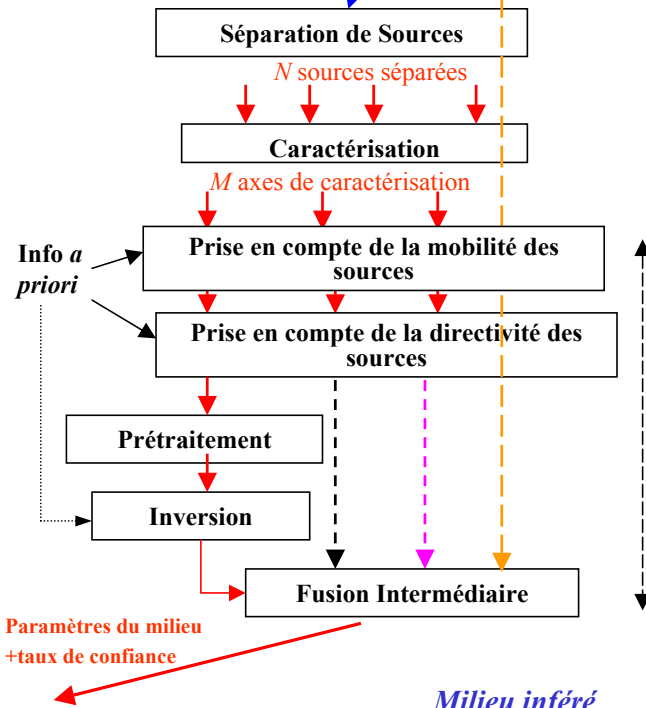 Séparation de Sources
N sources séparées
Caractérisation
M axes de caractérisation
Info a
priori
Prise en compte de la mobilité des
sources
Prise en compte de la directivité des
sources
Prétraitement
Inversion
Fusion Intermédiaire
Paramètres du milieu
+taux de confiance
Milieu inféré